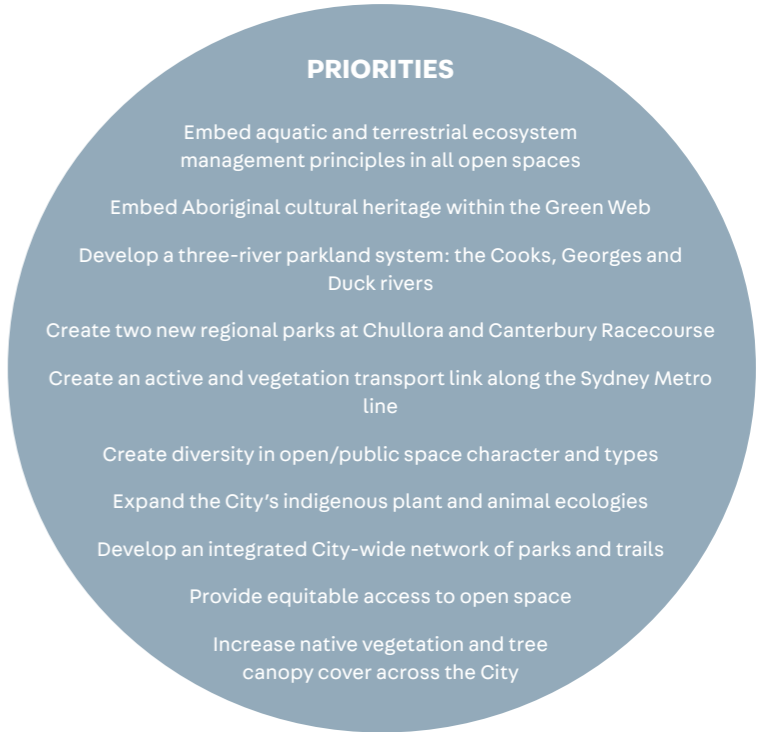 PRIORITIES
Embed aquatic and terrestrial ecosystem
management principles in all open spaces
Embed Aboriginal cultural heritage within the Green Web
Develop a three-river parkland system: the Cooks, Georges and
Duck rivers
Create two new regional parks at Chullora and Canterbury Racecourse
Create an active and vegetation transport link along the Sydney Metro
line
Create diversity in open/public space character and types
Expand the City’s indigenous plant and animal ecologies
Develop an integrated City-wide network of parks and trails
Provide equitable access to open space
Increase native vegetation and tree
canopy cover across the City